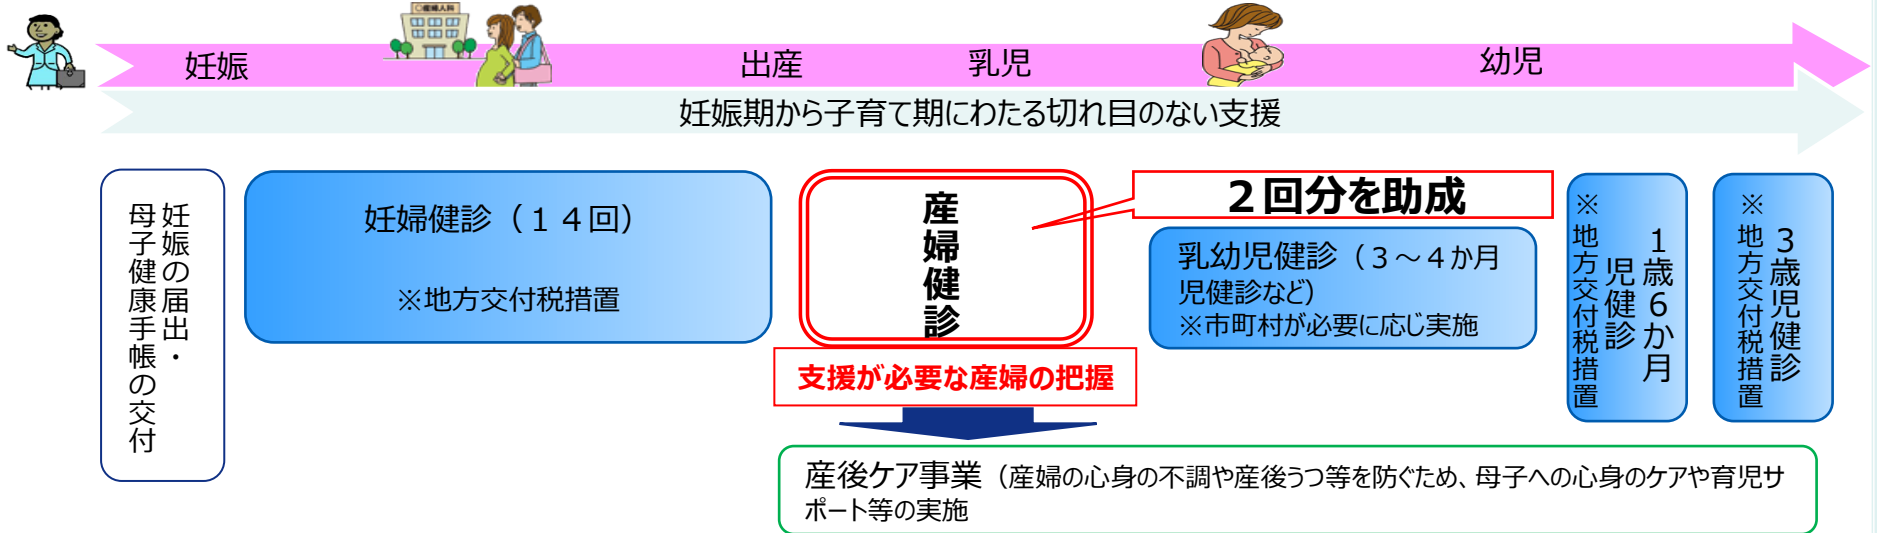 ○産婦人科
妊娠
出産
乳児
幼児
妊娠期から子育て期にわたる切れ目のない支援
妊娠の届出・
母子健康手帳の交付
妊婦健診（１４回）
※地方交付税措置
産婦健診
２回分を助成
支援が必要な産婦の把握
乳幼児健診（３～４か月
児健診など）
※市町村が必要に応じ実施
１歳６か月
児健診
※地方交付税措置
３歳児健診
※地方交付税措置
産後ケア事業（産婦の心身の不調や産後うつ等を防ぐため、母子への心身のケアや育児サ
ポート等の実施